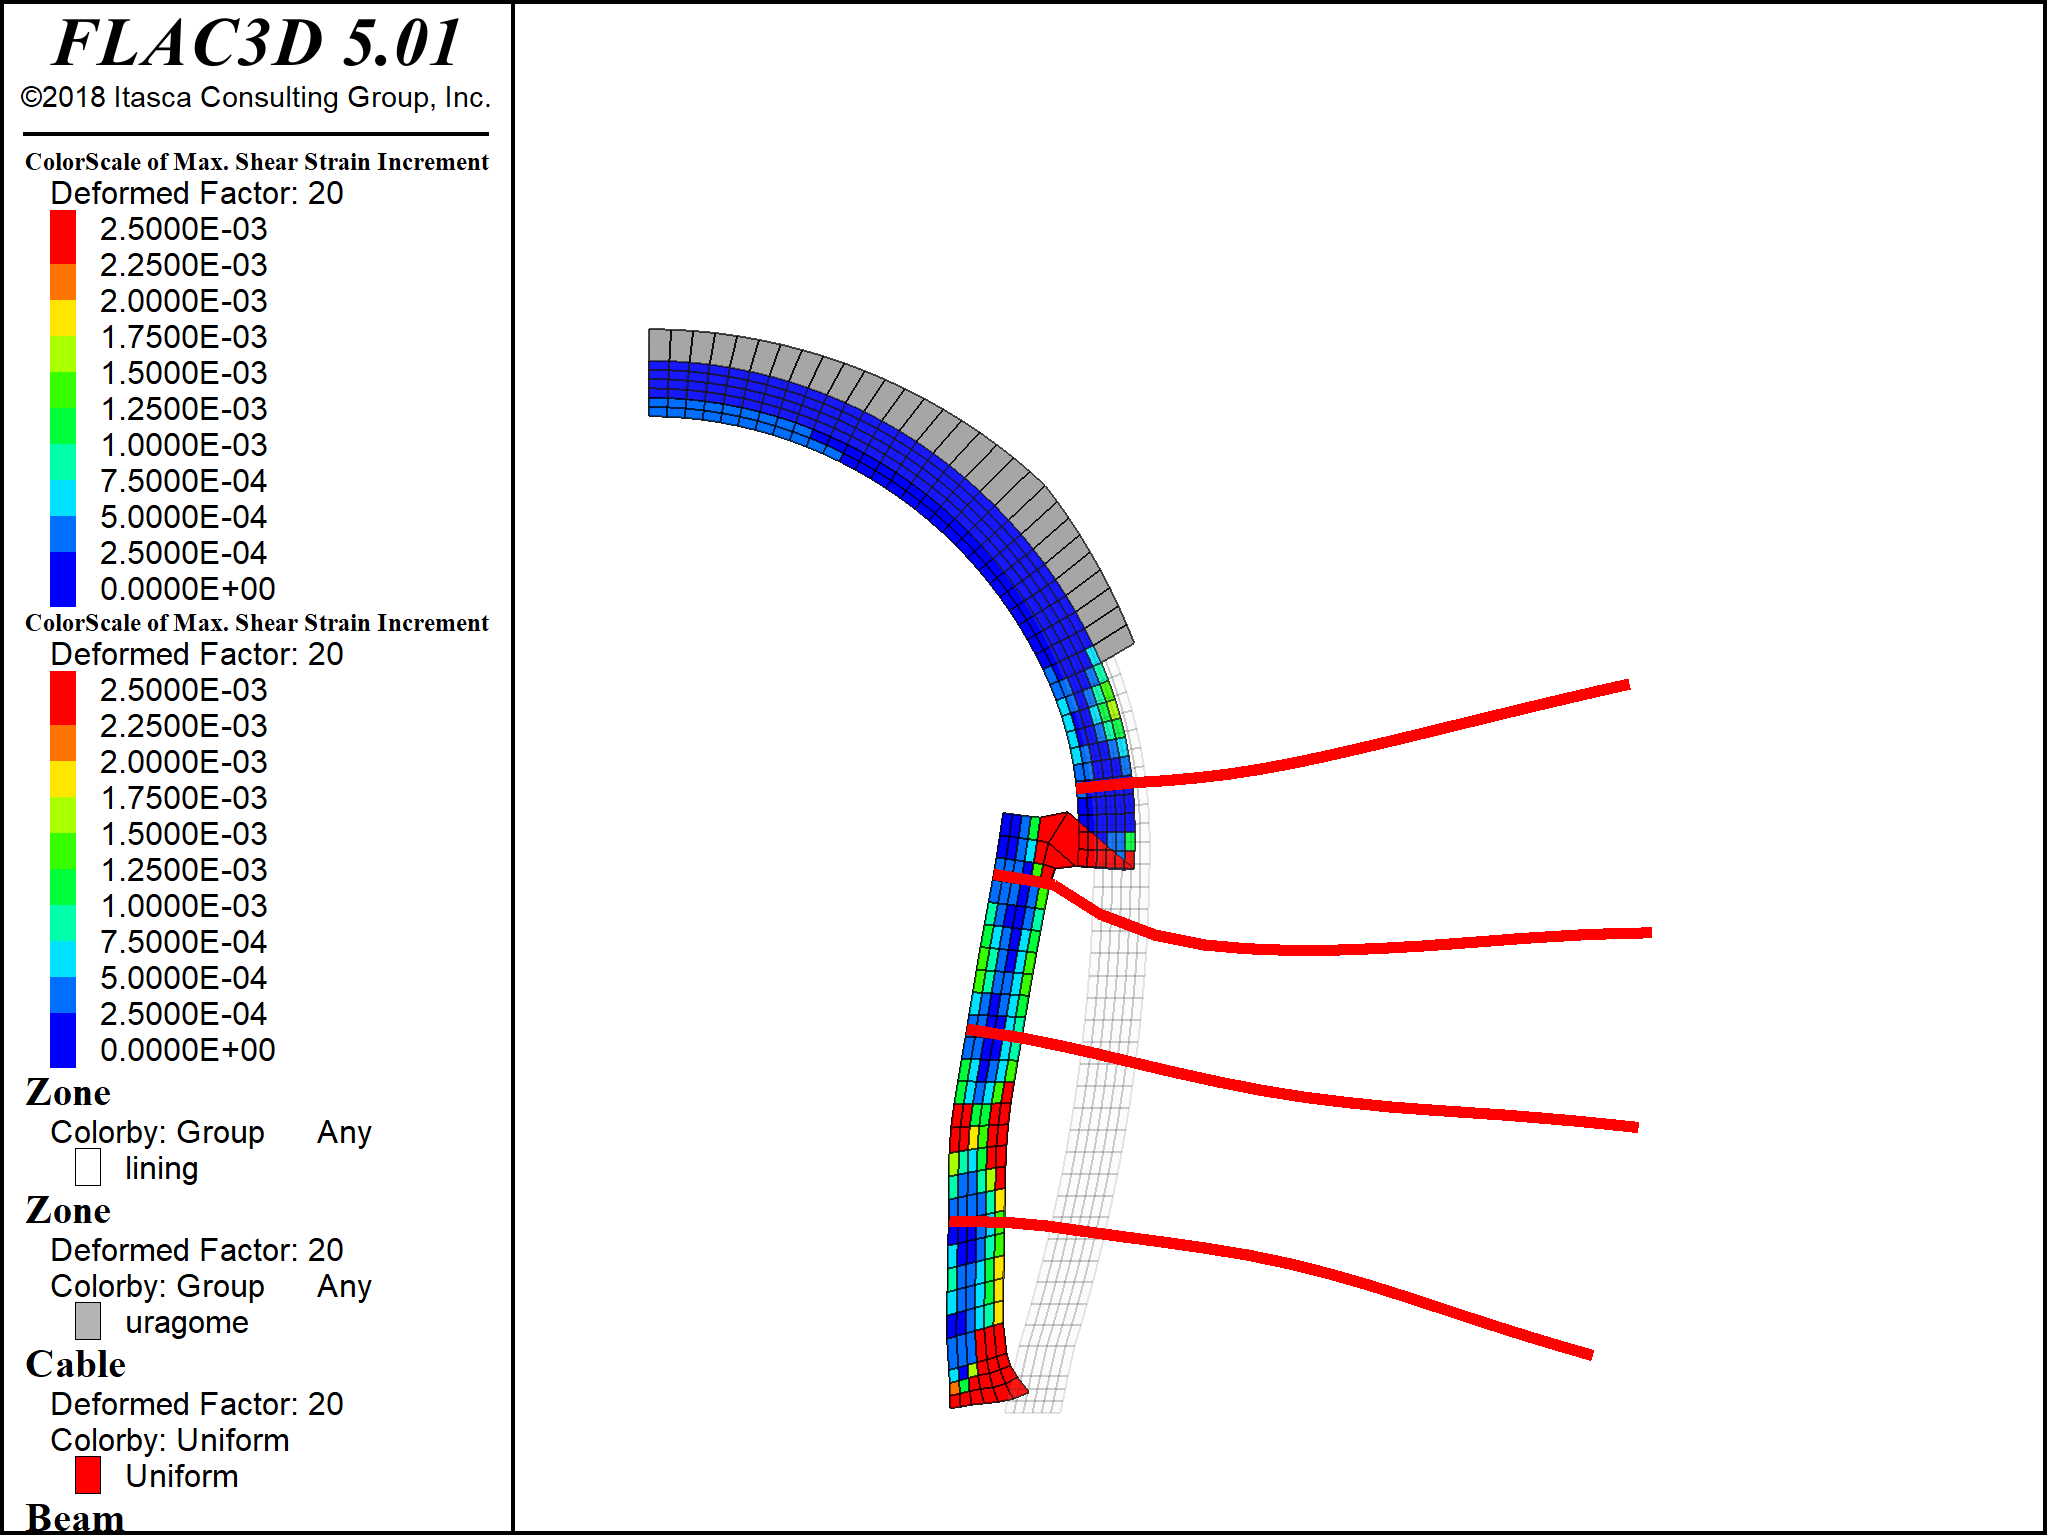 FLAC3D 5.01
©2018 Itasca Consulting Group, Inc.
ColorScale of Max. Shear Strain Increment
Deformed Factor: 20
2.5000E-03
2.2500E-03
2.0000E-03
1.7500E-03
1.5000E-03
1.2500E-03
1.0000E-03
7.5000E-04
5.0000E-04
2.5000E-04
0.0000E+00
ColorScale of Max. Shear Strain Increment
Deformed Factor: 20
2.5000E-03
2.2500E-03
2.0000E-03
1.7500E-03
1.5000E-03
1.2500E-03
1.0000E-03
7.5000E-04
5.0000E-04
2.5000E-04
0.0000E+00
Zone
Colorby: Group Any
lining
Zone
Deformed Factor: 20
Colorby: Group Any
uragome
Cable
Deformed Factor: 20
Colorby: Uniform
Uniform
Beam